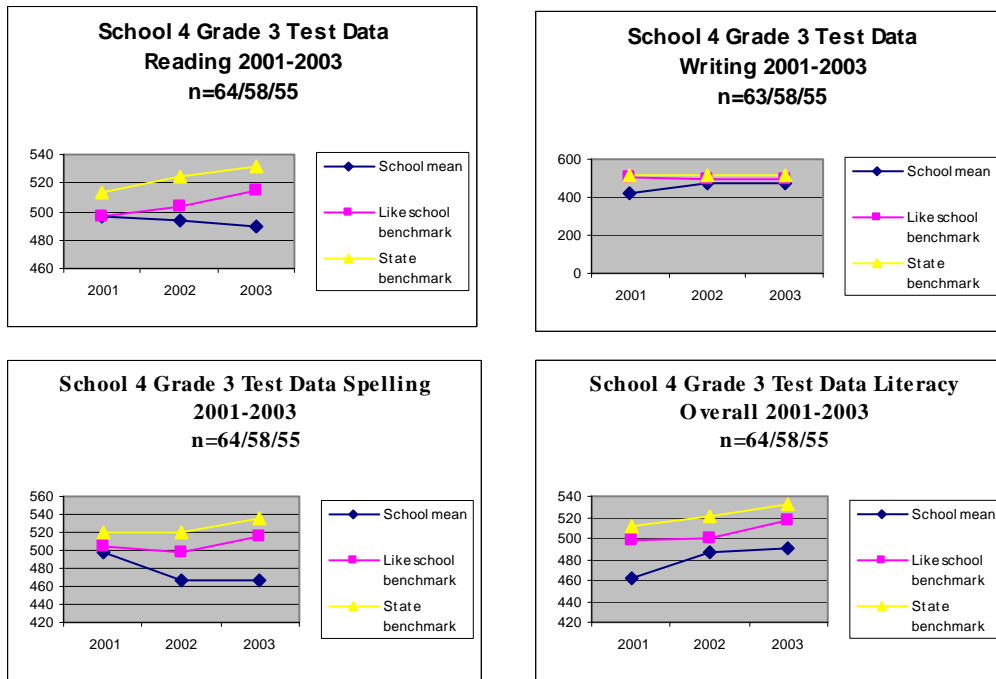 School 4 Grade 3 Test Data
Reading 2001-2003
n=64/58/55
540
520
500
480
460
2001 2002 2003
School mean
Like school
benchmark
State
benchmark
School 4 Grade 3 Test Data
Writing 2001-2003
n=63/58/55
600
400
200
0
2001 2002 2003
School mean
Like school
benchmark
State
benchmark
School 4 Grade 3 Test Data Spelling
2001-2003
n=64/58/55
560
540
520
500
480
460
440
420
2001 2002 2003
School mean
Like school
benchmark
State
benchmark
School 4 Grade 3 Test Data Literacy
Overall 2001-2003
n=64/58/55
540
520
500
480
460
440
420
2001 2002 2003
School mean
Like school
benchmark
State
benchmark